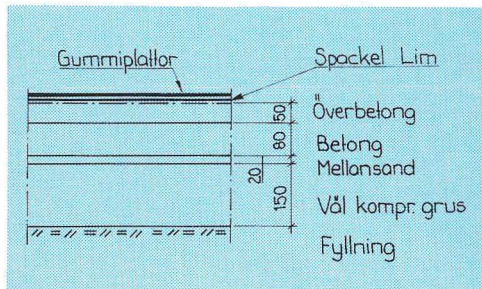 Gummiplattor
Spackel Lim
50
Överbetong
80
Betong
20
Mellansand
150
Väl kompr. grus
Fyllning